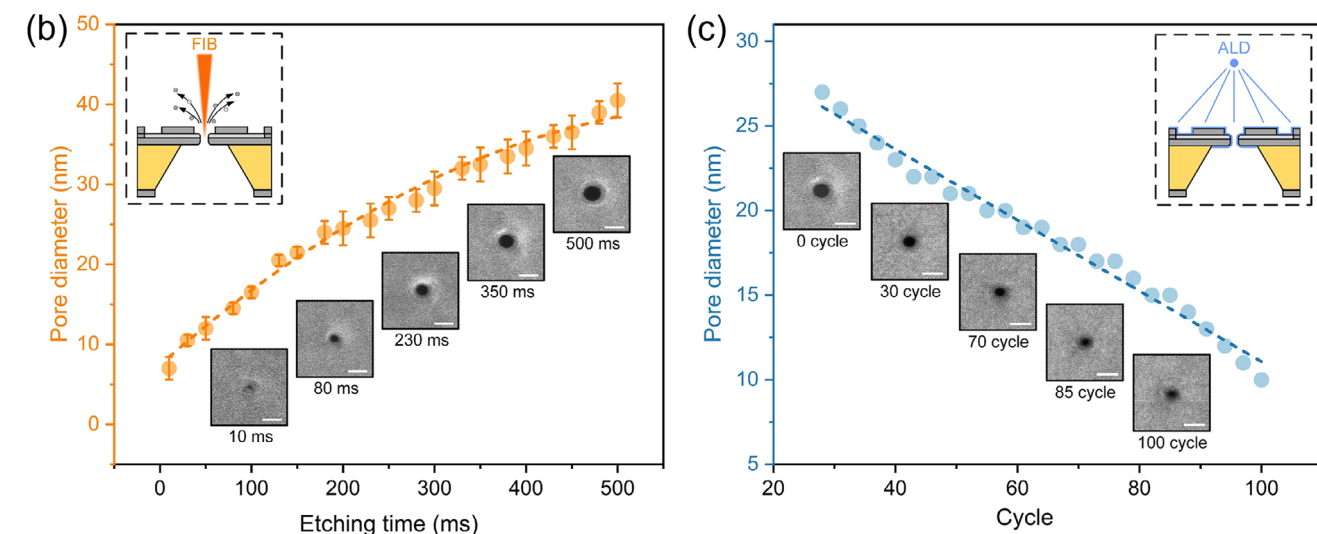 (b)
50
40
30
20
10
0
Pore diameter (nm)
FIB
10 ms
80 ms
230 ms
350 ms
500 ms
0 100 200 300 400 500
Etching time (ms)
(c)
30
25
20
15
10
5
Pore diameter (nm)
ALD
0 cycle
30 cycle
70 cycle
85 cycle
100 cycle
20 40 60 80 100
Cycle